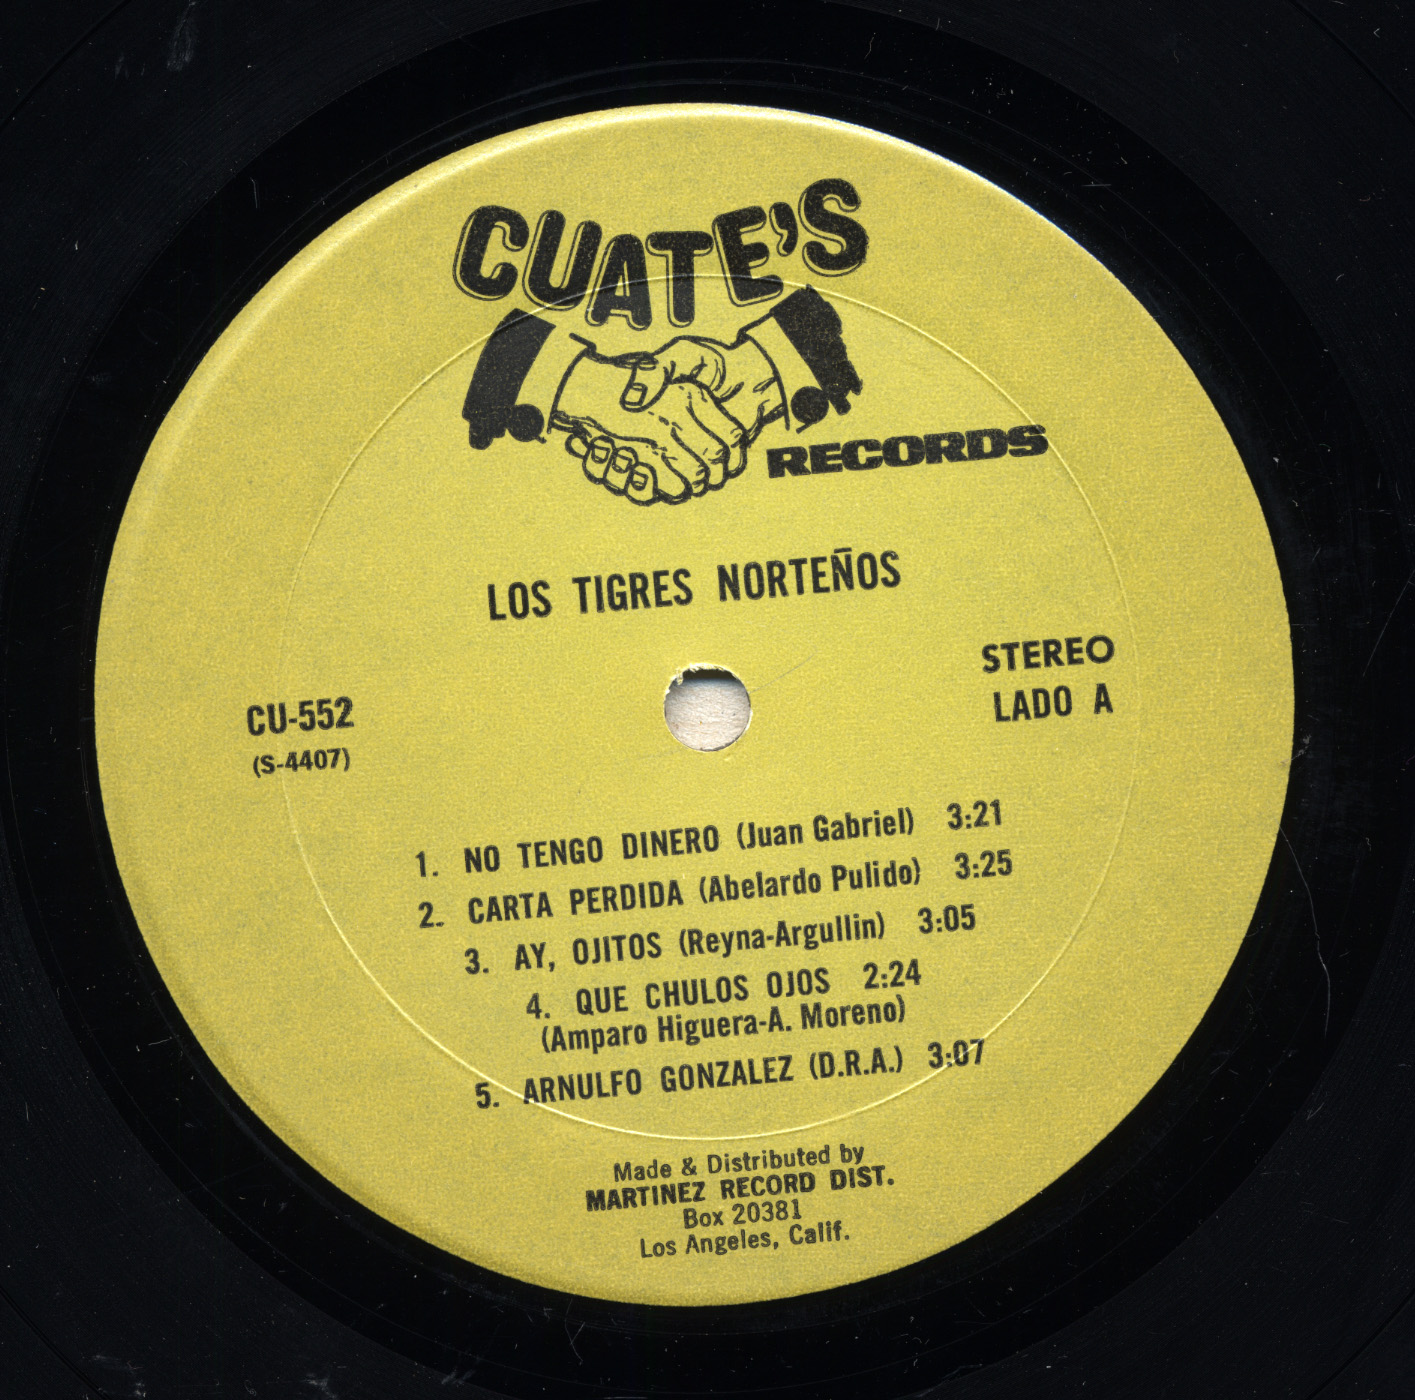 CUATE'S
RECORDS
LOS TIGRES NORTEÑOS
STEREO
LADO A
CU-552
(S-4407)
1. NO TENGO DINERO (Juan Gabriel) 3:21
2. CARTA PERDIDA (Abelardo Pulido) 3:25
3. AY, OJITOS (Reyna-Argullin) 3:05
4. QUE CHULOS OJOS 2:24
(Amparo Higuera-A. Moreno)
5. ARNULFO GONZALEZ (D.R.A.) 3:07
Made & Distributed by
MARTINEZ RECORD DIST.
Box 20381
Los Angeles, Calif.